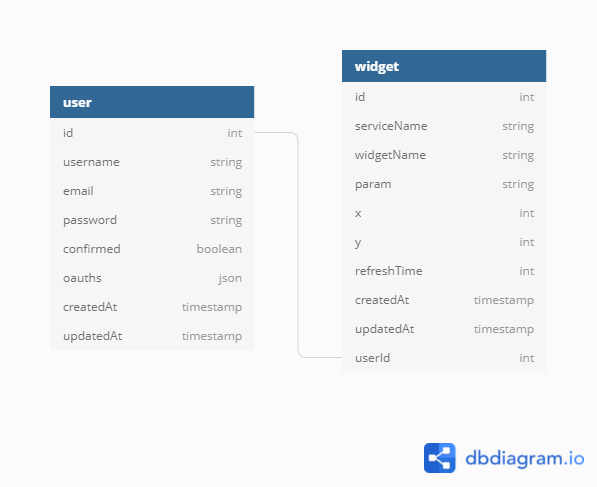 user
id int
username string
email string
password string
confirmed boolean
oauths json
createdAt timestamp
updatedAt timestamp
widget
id int
serviceName string
widgetName string
param string
x int
y int
refreshTime int
createdAt timestamp
updatedAt timestamp
userId int
dbdiagram.io